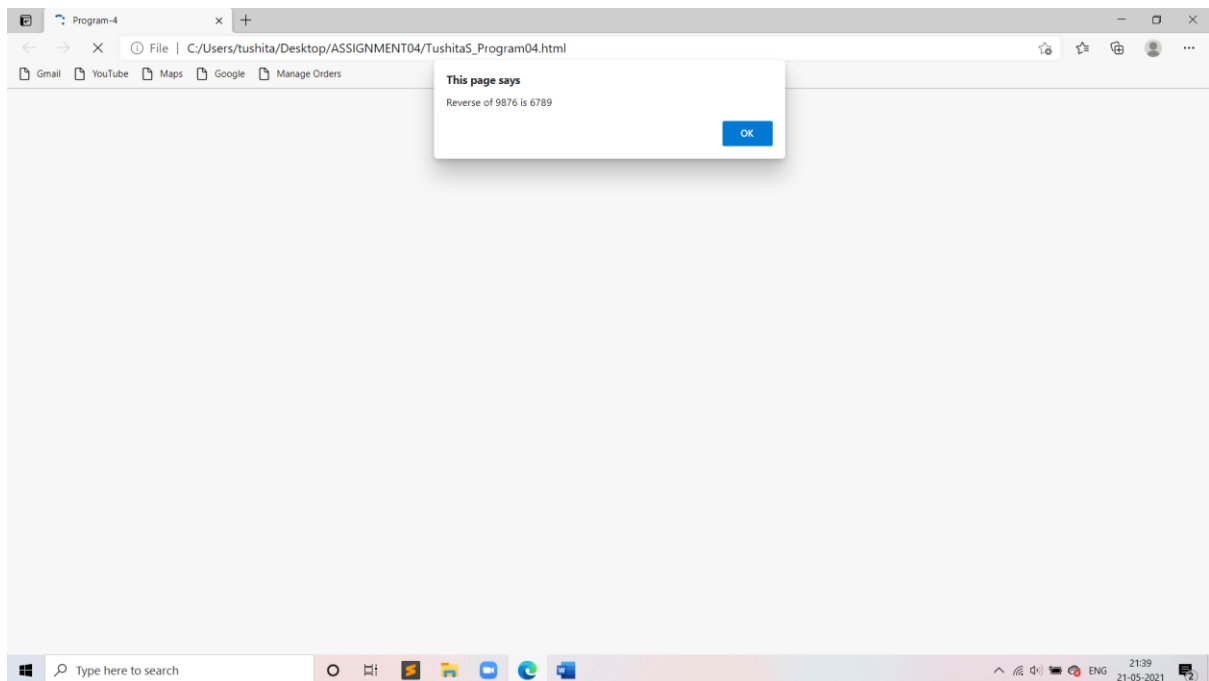 Program-4
File | C:/Users/tushita/Desktop/ASSIGNMENT04/TushitaS_Program04.html
Gmail YouTube Maps Google Manage Orders
This page says
Reverse of 9876 is 6789
OK
Type here to search
ENG
21:39
21-05-2021
2